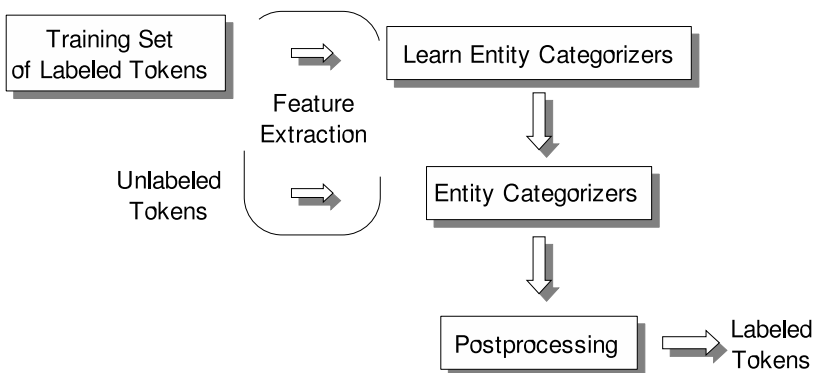 Training Set
of Labeled Tokens
Learn Entity Categorizers
Feature
Extraction
Unlabeled
Tokens
Entity Categorizers
Postprocessing
Labeled
Tokens